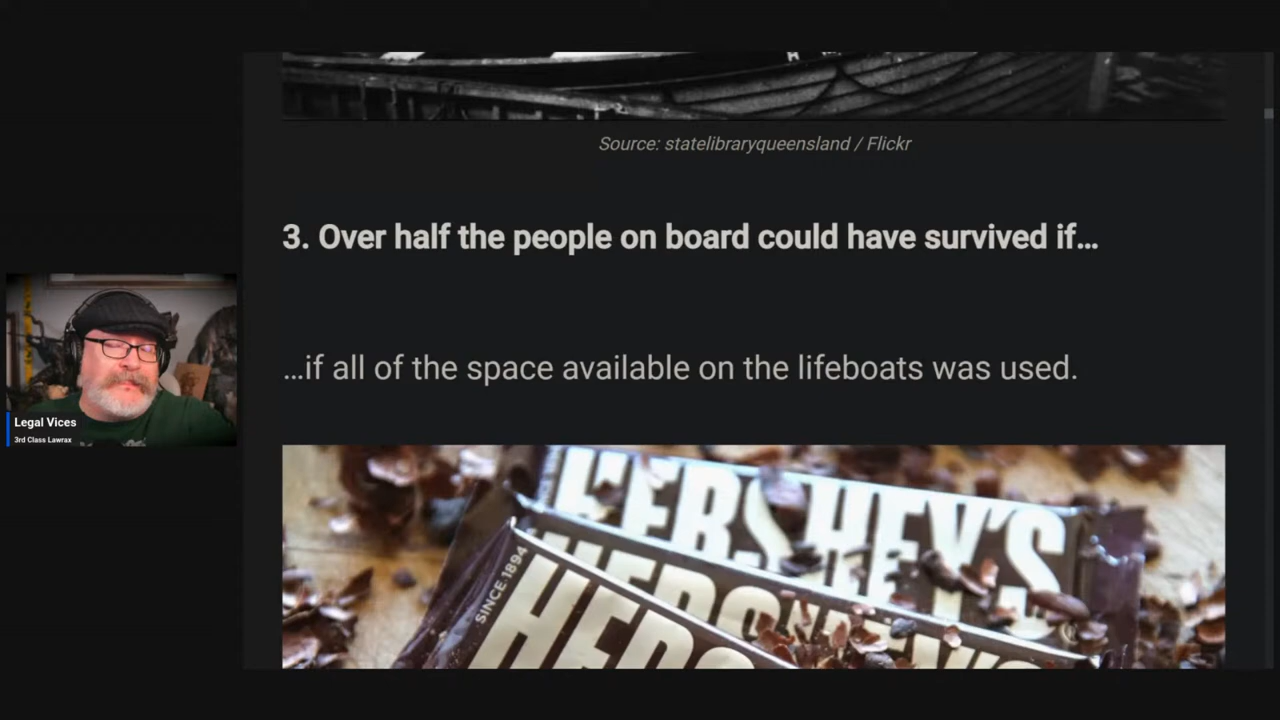 Source: statelibraryqueensland / Flickr
3. Over half the people on board could have survived if...
...if all of the space available on the lifeboats was used.
Legal Vices
3rd Class Lawrax
HERSHEY'S
SINCE 1894